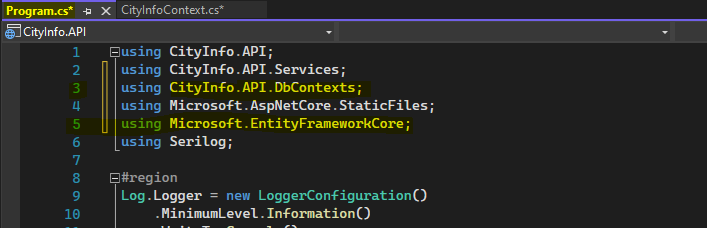 Program.cs*
CityInfoContext.cs*
CityInfo.API
1 using CityInfo.API;
2 using CityInfo.API.Services;
3 using CityInfo.API.DbContexts;
4 using Microsoft.AspNetCore.StaticFiles;
5 using Microsoft.EntityFrameworkCore;
6 using Serilog;
7
8 #region
9 Log.Logger = new LoggerConfiguration()
10 .MinimumLevel.Information()